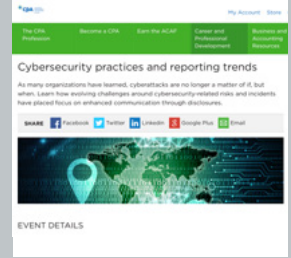 CPA
My Account Store
The CPA Profession
Become a CPA
Earn the ACAF
Career and Professional Development
Business and Accounting Resources
Cybersecurity practices and reporting trends
As many organizations have learned, cyberattacks are no longer a matter of if, but
when. Learn how evolving challenges around cybersecurity-related risks and incidents
have placed focus on enhanced communication through disclosures.
SHARE Facebook Twitter LinkedIn Google Plus Email
EVENT DETAILS